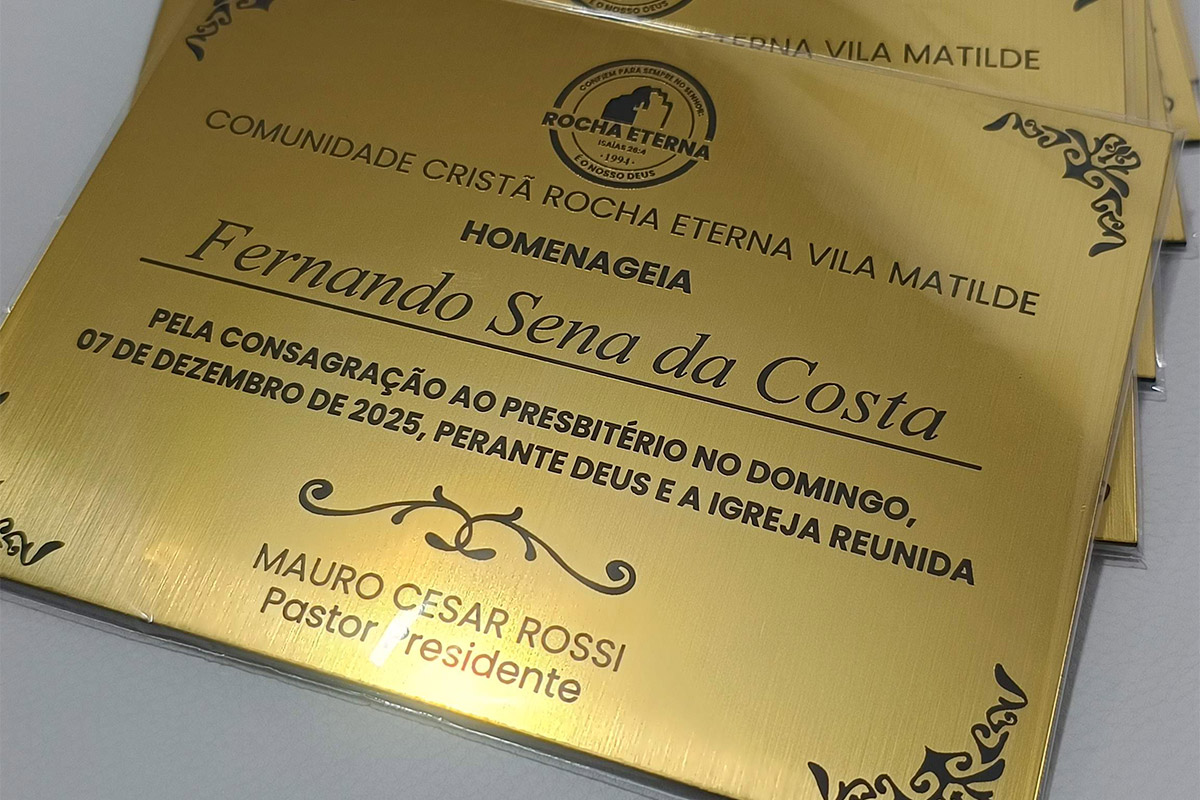 ETERNA VILA MATILDE
É O NOSSO DEUS
CONFIEM PARA SEMPRE NO SENHOR;
ROCHA ETERNA
ISAÍAS 26:4
· 1994 ·
É O NOSSO DEUS
COMUNIDADE CRISTÃ ROCHA ETERNA VILA MATILDE
HOMENAGEIA
Fernando Sena da Costa
PELA CONSAGRAÇÃO AO PRESBITÉRIO NO DOMINGO,
07 DE DEZEMBRO DE 2025, PERANTE DEUS E A IGREJA REUNIDA
MAURO CESAR ROSSI
Pastor Presidente